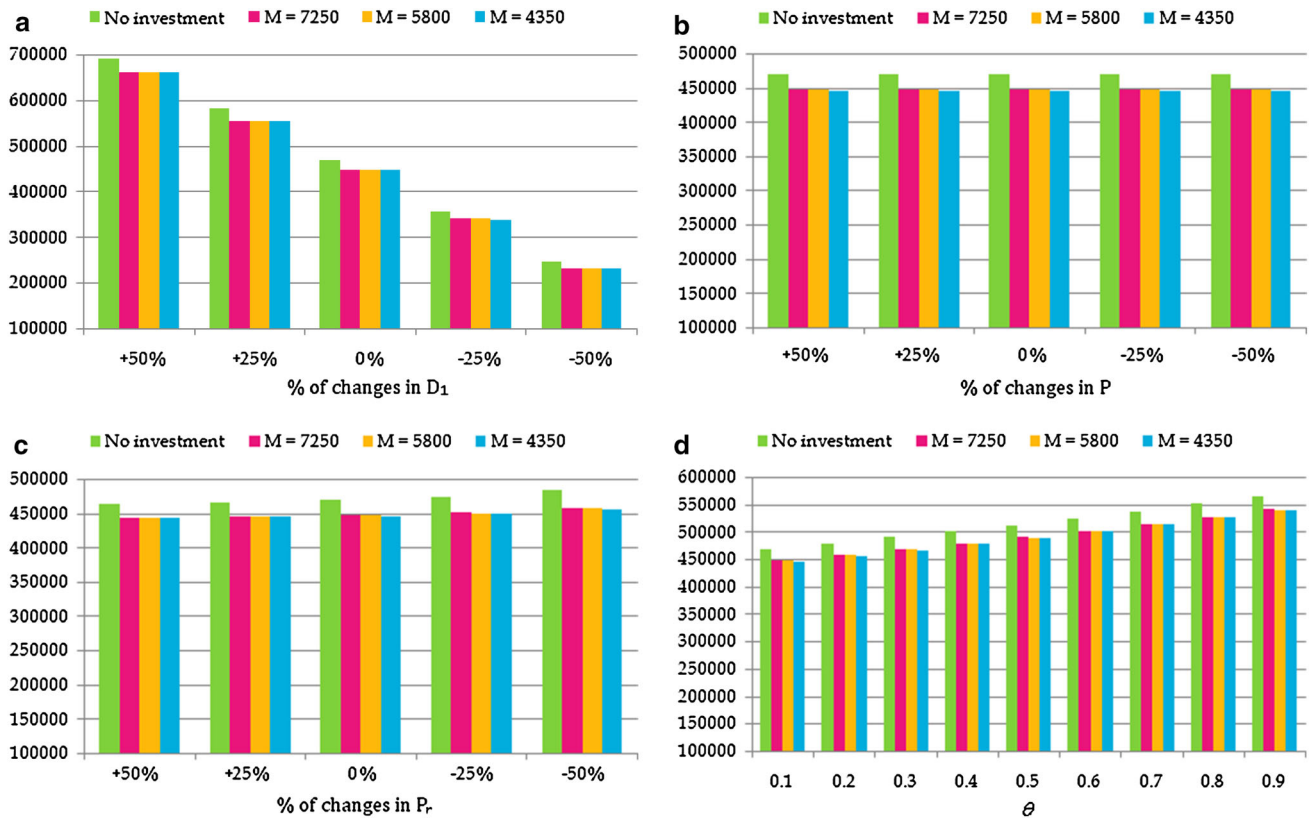 a
No investment M = 7250 M = 5800 M = 4350
700000
600000
500000
400000
300000
200000
100000
+50% +25% 0% -25% -50%
% of changes in D₁
b
No investment M = 7250 M = 5800 M = 4350
500000
450000
400000
350000
300000
250000
200000
150000
100000
+50% +25% 0% -25% -50%
% of changes in P
c
No investment M = 7250 M = 5800 M = 4350
500000
450000
400000
350000
300000
250000
200000
150000
100000
+50% +25% 0% -25% -50%
% of changes in Pᵣ
d
No investment M = 7250 M = 5800 M = 4350
600000
550000
500000
450000
400000
350000
300000
250000
200000
150000
100000
0.1 0.2 0.3 0.4 0.5 0.6 0.7 0.8 0.9
θ